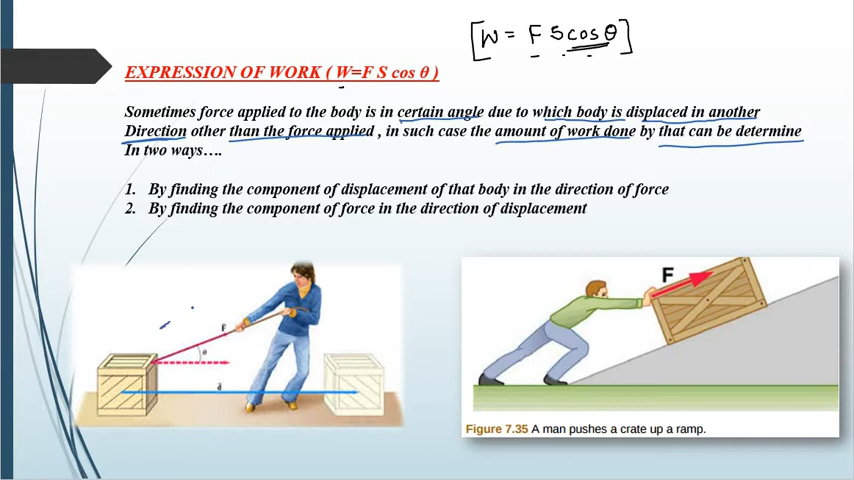 [W = F S cos θ]
EXPRESSION OF WORK ( W=F S cos θ )
Sometimes force applied to the body is in certain angle due to which body is displaced in another
Direction other than the force applied , in such case the amount of work done by that can be determine
In two ways….
1. By finding the component of displacement of that body in the direction of force
2. By finding the component of force in the direction of displacement
F
F
θ
d
Figure 7.35 A man pushes a crate up a ramp.